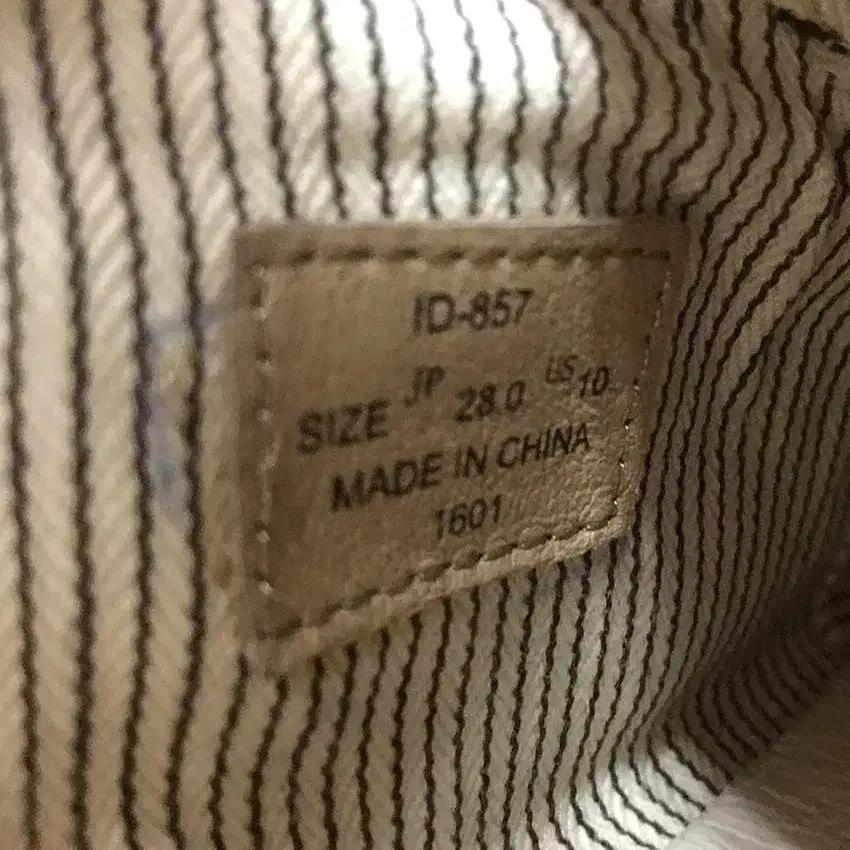 ID-857
SIZE JP 28.0 US 10
MADE IN CHINA
1601